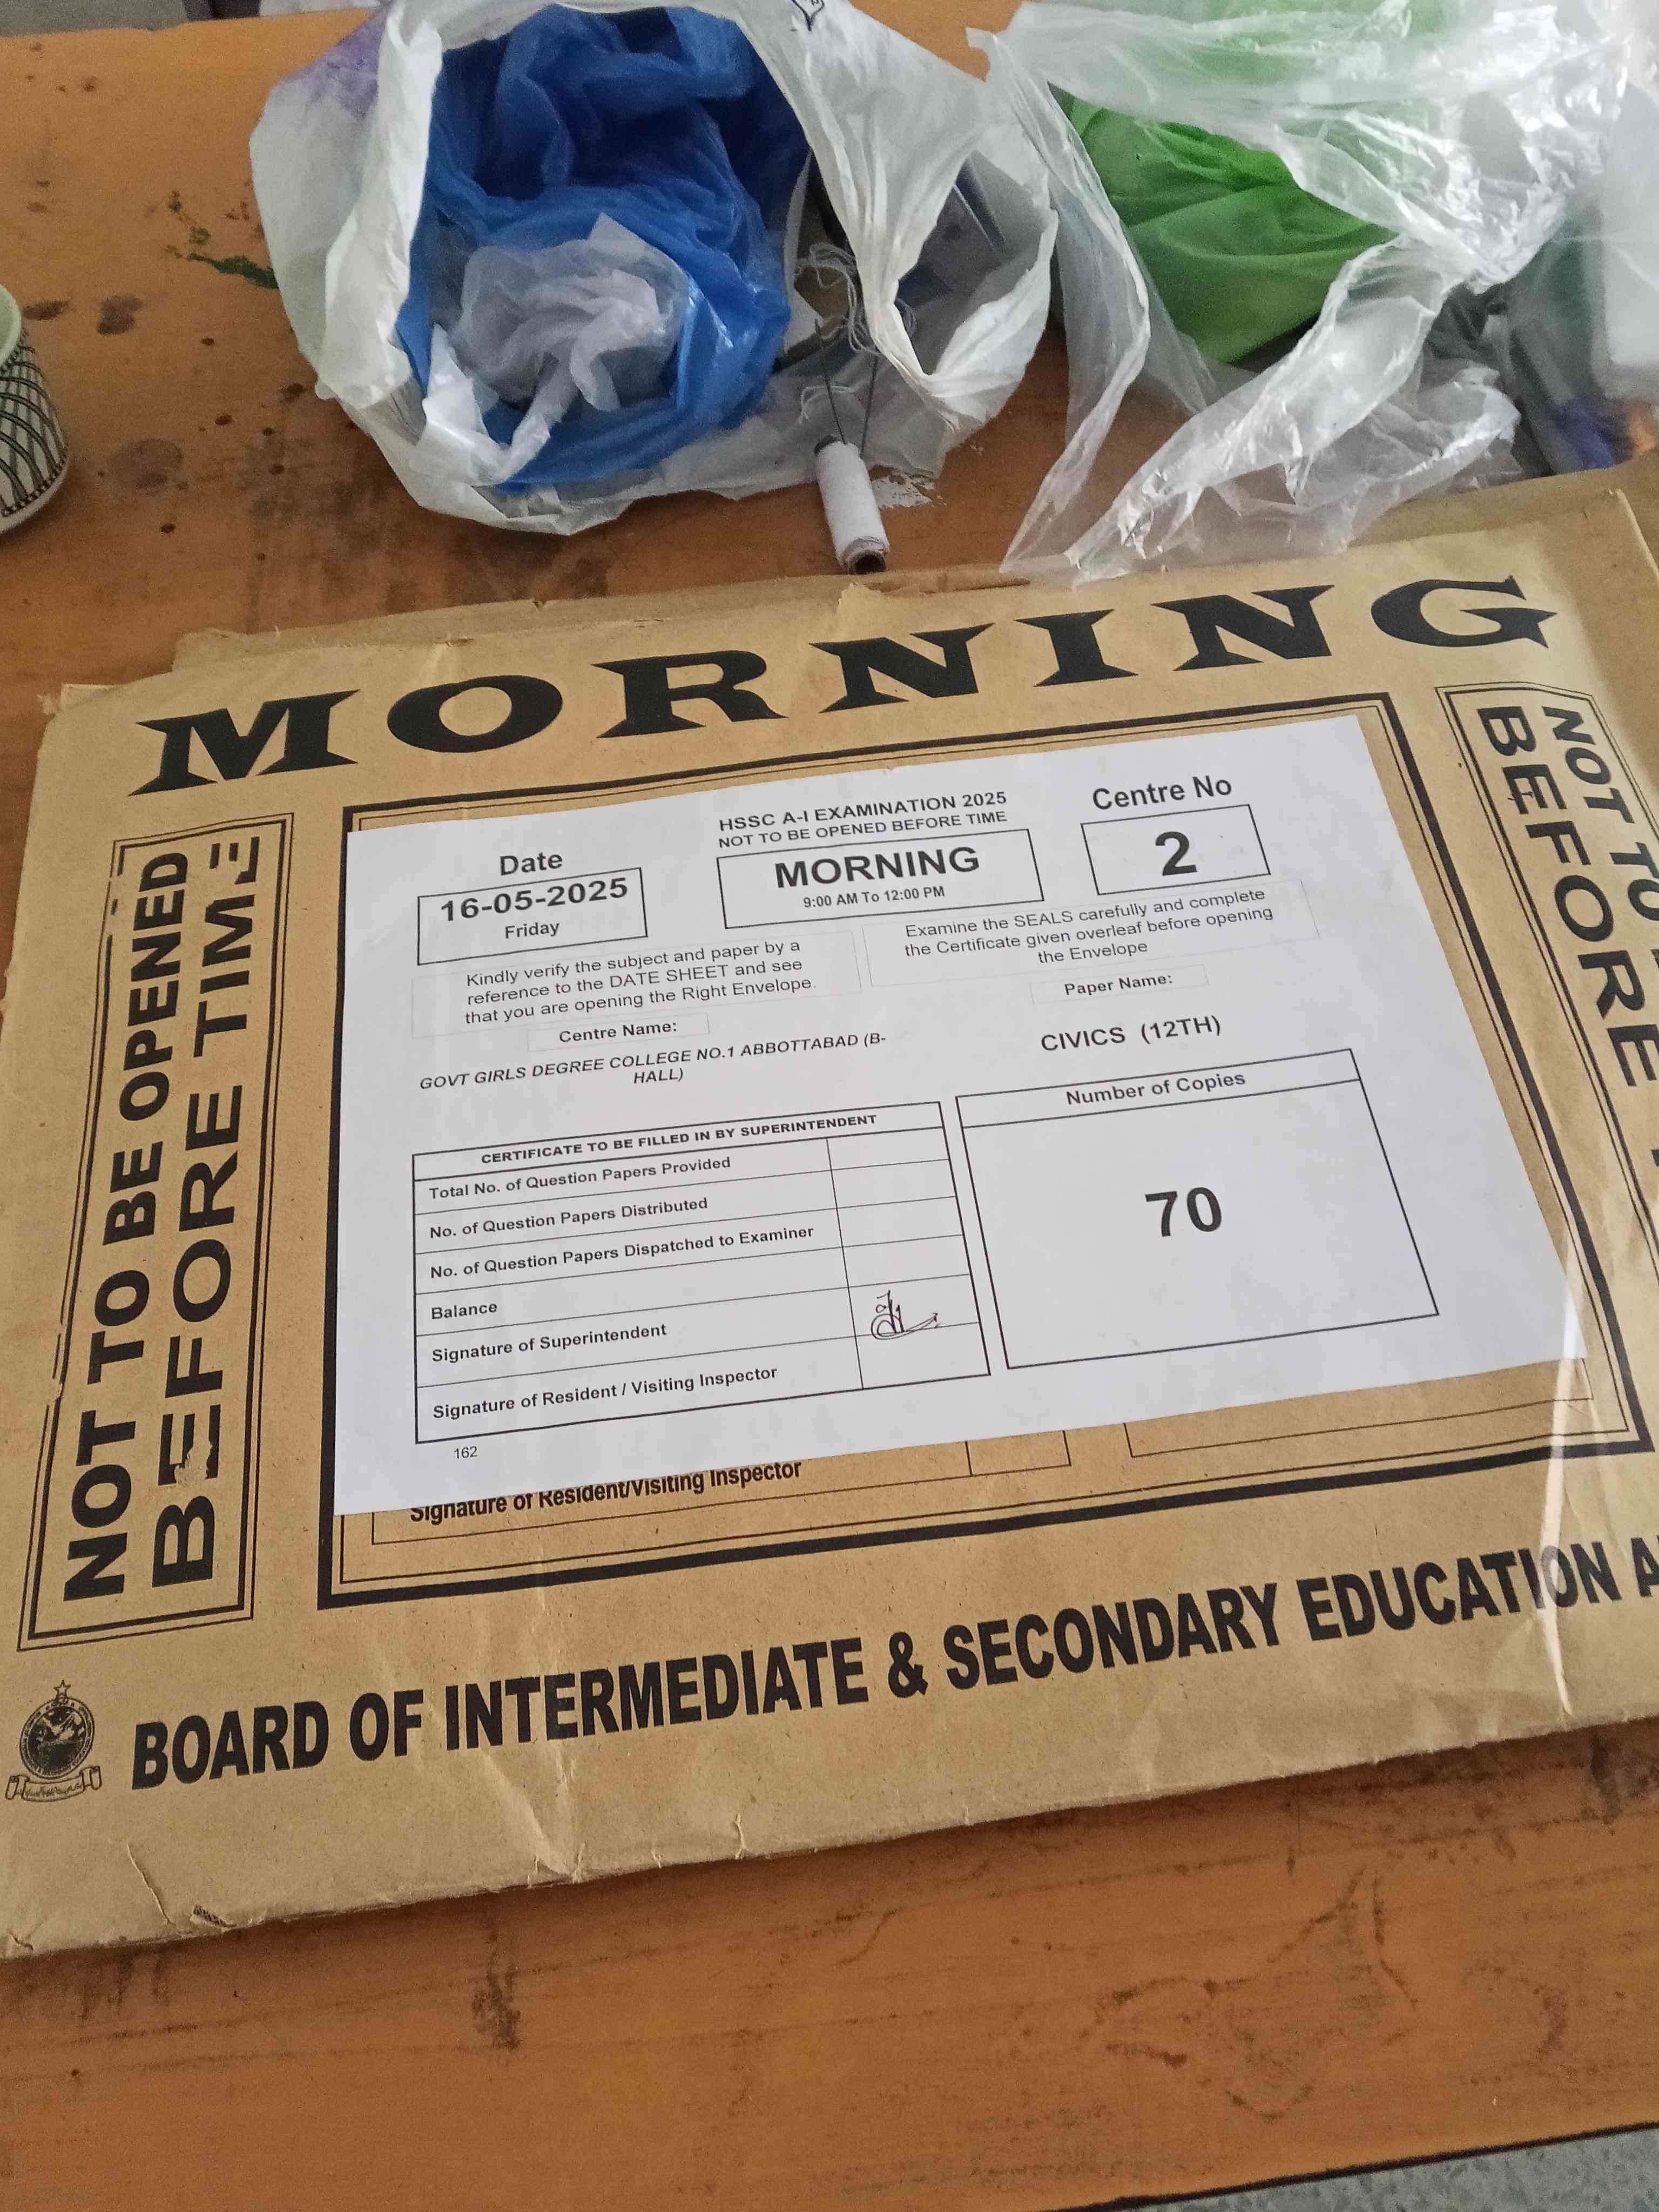 MORNING
NOT TO BE OPENED
BEFORE TIME
HSSC A-I EXAMINATION 2025
NOT TO BE OPENED BEFORE TIME
Date
16-05-2025
Friday
MORNING
9:00 AM To 12:00 PM
Centre No
2
Kindly verify the subject and paper by a
reference to the DATE SHEET and see
that you are opening the Right Envelope.
Examine the SEALS carefully and complete
the Certificate given overleaf before opening
the Envelope
Centre Name:
GOVT GIRLS DEGREE COLLEGE NO.1 ABBOTTABAD (B-
HALL)
Paper Name:
CIVICS (12TH)
CERTIFICATE TO BE FILLED IN BY SUPERINTENDENT
Total No. of Question Papers Provided
No. of Question Papers Distributed
No. of Question Papers Dispatched to Examiner
Balance
Signature of Superintendent
Signature of Resident / Visiting Inspector
Number of Copies
70
162
Signature of Resident/Visiting Inspector
NOT TO
BEFORE
BOARD OF INTERMEDIATE & SECONDARY EDUCATION A